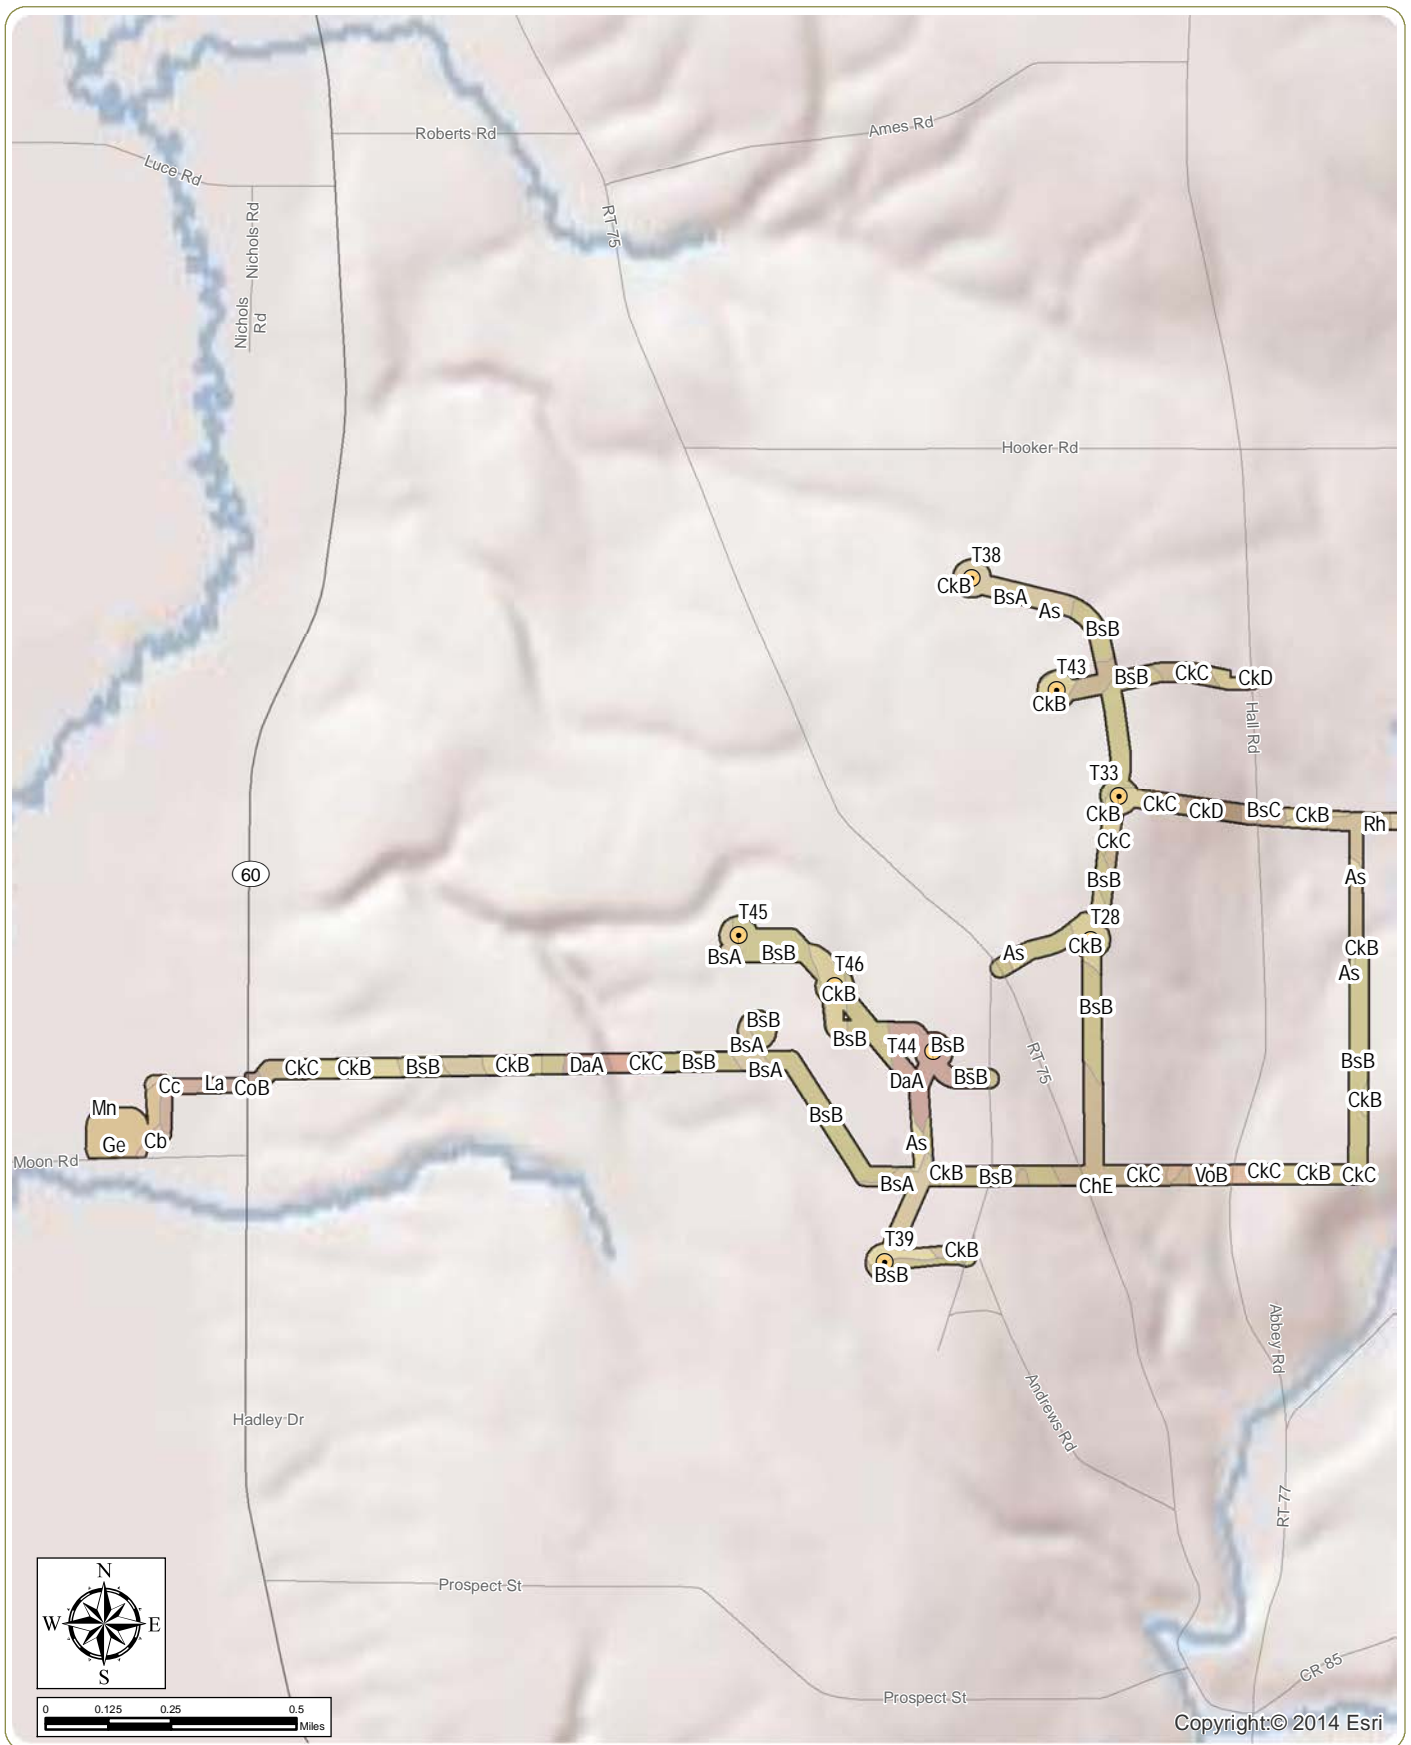 Roberts Rd
Ames Rd
Luce Rd
Nichols Rd
RT 75
Nichols
Rd
Hooker Rd
T38
CkB
BsA
As
BsB
T43
BsB
CkC
CkD
CkB
Hall Rd
T33
CkC
CkD
BsC
CkB
Rh
CkB
CkC
60
As
BsB
T45
T28
BsA
BsB
As
CkB
CkB
T46
As
CkB
BsB
BsB
BsB
BsA
T44
BsB
RT 75
BsB
CkC
CkB
BsB
CkB
DaA
CkC
BsB
BsA
DaA
BsB
Cc
La
CoB
CkB
Mn
BsB
Ge
Cb
As
Moon Rd
BsA
CkB
BsB
ChE
CkC
VoB
CkC
CkB
CkC
T39
CkB
BsB
Abbey Rd
Andrews Rd
Hadley Dr
RT 77
N
W
E
S
Prospect St
CR 85
Prospect St
0 0.125 0.25 0.5
Miles
Copyright:© 2014 Esri